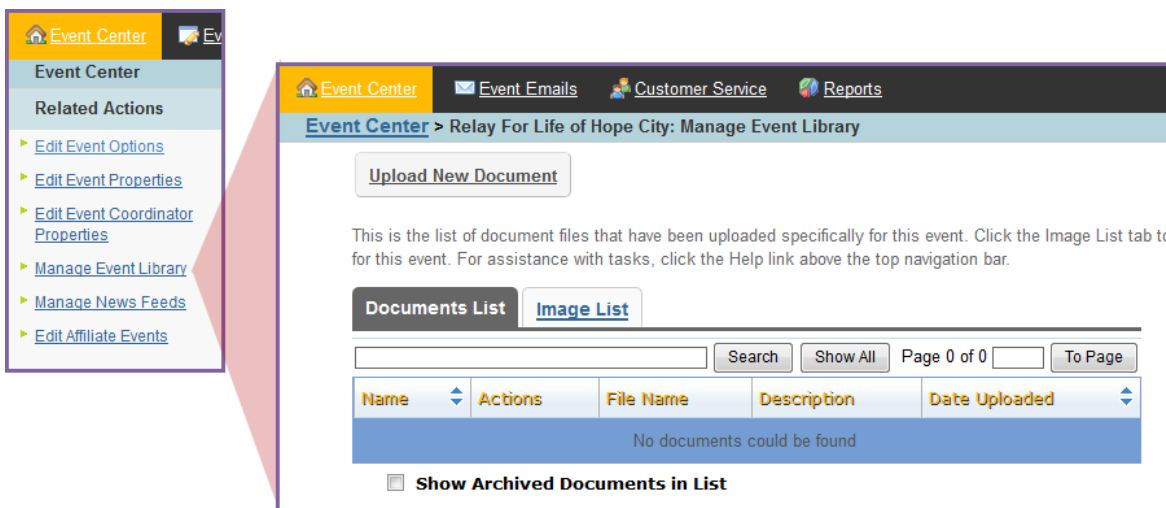 Event Center
Event Center
Related Actions
Edit Event Options
Edit Event Properties
Edit Event Coordinator
Properties
Manage Event Library
Manage News Feeds
Edit Affiliate Events
Event Center Event Emails Customer Service Reports
Event Center > Relay For Life of Hope City: Manage Event Library
Upload New Document
This is the list of document files that have been uploaded specifically for this event. Click the Image List tab
for this event. For assistance with tasks, click the Help link above the top navigation bar.
Documents List Image List
Search Show All Page 0 of 0 To Page
Name Actions File Name Description Date Uploaded
No documents could be found
Show Archived Documents in List